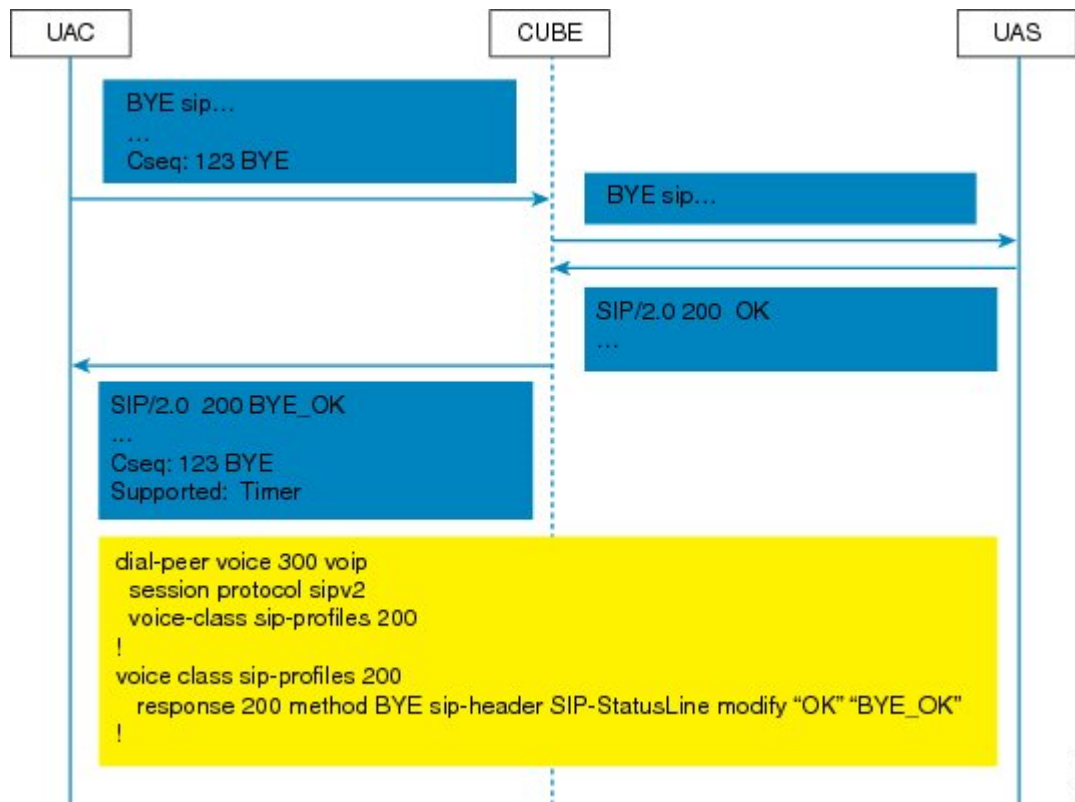 UAC
CUBE
UAS
BYE sip...
...
Cseq: 123 BYE
BYE sip...
SIP/2.0 200 OK
...
SIP/2.0 200 BYE_OK
...
Cseq: 123 BYE
Supported: Timer
dial-peer voice 300 voip
session protocol sipv2
voice-class sip-profiles 200
!
voice class sip-profiles 200
response 200 method BYE sip-header SIP-StatusLine modify “OK” “BYE_OK”
!